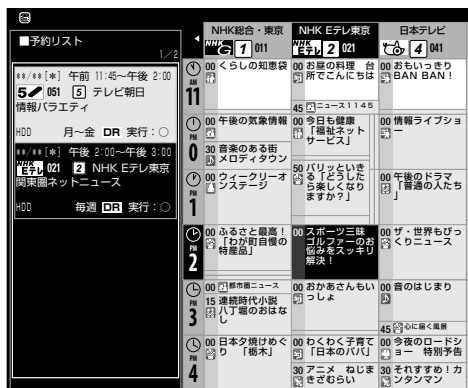 ■予約リスト
1／2
**／**[*] 午前 11:45～午後 2:00
5 051 5 テレビ朝日
情報バラエティ
HDD 月～金 DR 実行：○
**／**[*] 午後 2:00～午後 3:00
NHK Eテレ 021 2 NHK Eテレ東京
関東圏ネットニュース
HDD 毎週 DR 実行：○
NHK総合・東京
NHK G 1 011
NHK Eテレ東京
NHK Eテレ 2 021
日本テレビ
4 041
AM 11
00 くらしの知恵袋
00 お昼の料理 台
所でこんにちは
45 ニュース1145
00 おもいっきり
BAN BAN！
PM 0
00 午後の気象情報
30 音楽のある街
メロディタウン
00 今日も健康
「福祉ネット
サービス」
50 バリッといき
る「どうした
ら楽しくなり
ますか？」
00 情報ライブショ
ー
PM 1
00 ウィークリーオ
ンステージ
00 午後のドラマ
「普通の人たち
」
PM 2
00 ふるさと最高！
「わが町自慢の
特産品」
00 スポーツ三昧
ゴルファーのお
悩みをスッキリ
解決！
00 ザ・世界もびっ
くりニュース
PM 3
00 都市圏ニュース
15 連続時代小説
八丁堀のおはな
し
00 おかあさんもい
っしょ
00 音のはじまり
45 心に届く風景
PM 4
00 日本夕焼けめぐ
り 「栃木」
00 わくわく子育て
「日本のパパ」
30 アニメ ねじま
きざむらい
00 今夜のロードシ
ョー 特別予告
30 それすすめ！カ
ンタンマン